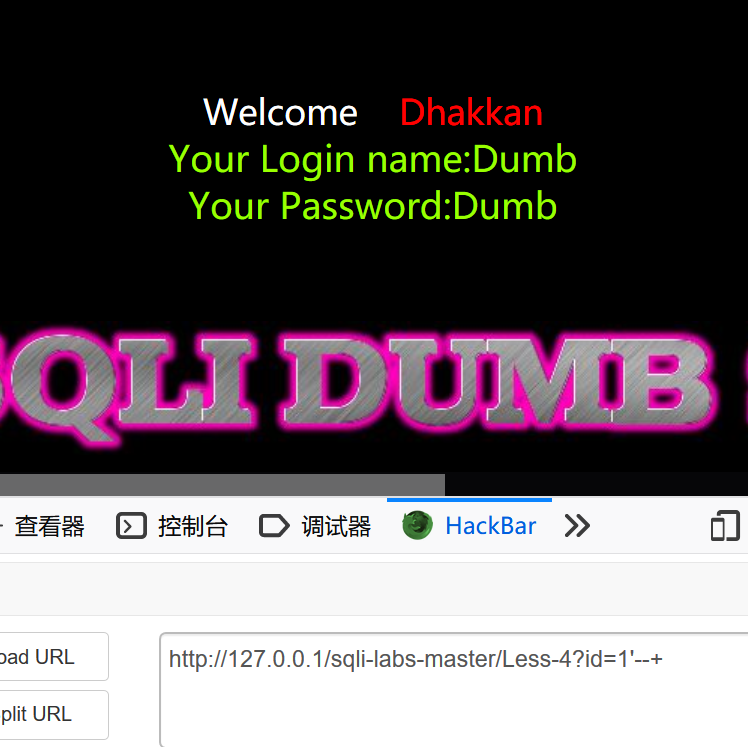 Welcome Dhakkan
Your Login name:Dumb
Your Password:Dumb
SQLI DUMB
查看器 控制台 调试器 HackBar
oad URL
http://127.0.0.1/sqli-labs-master/Less-4?id=1'--+
plit URL